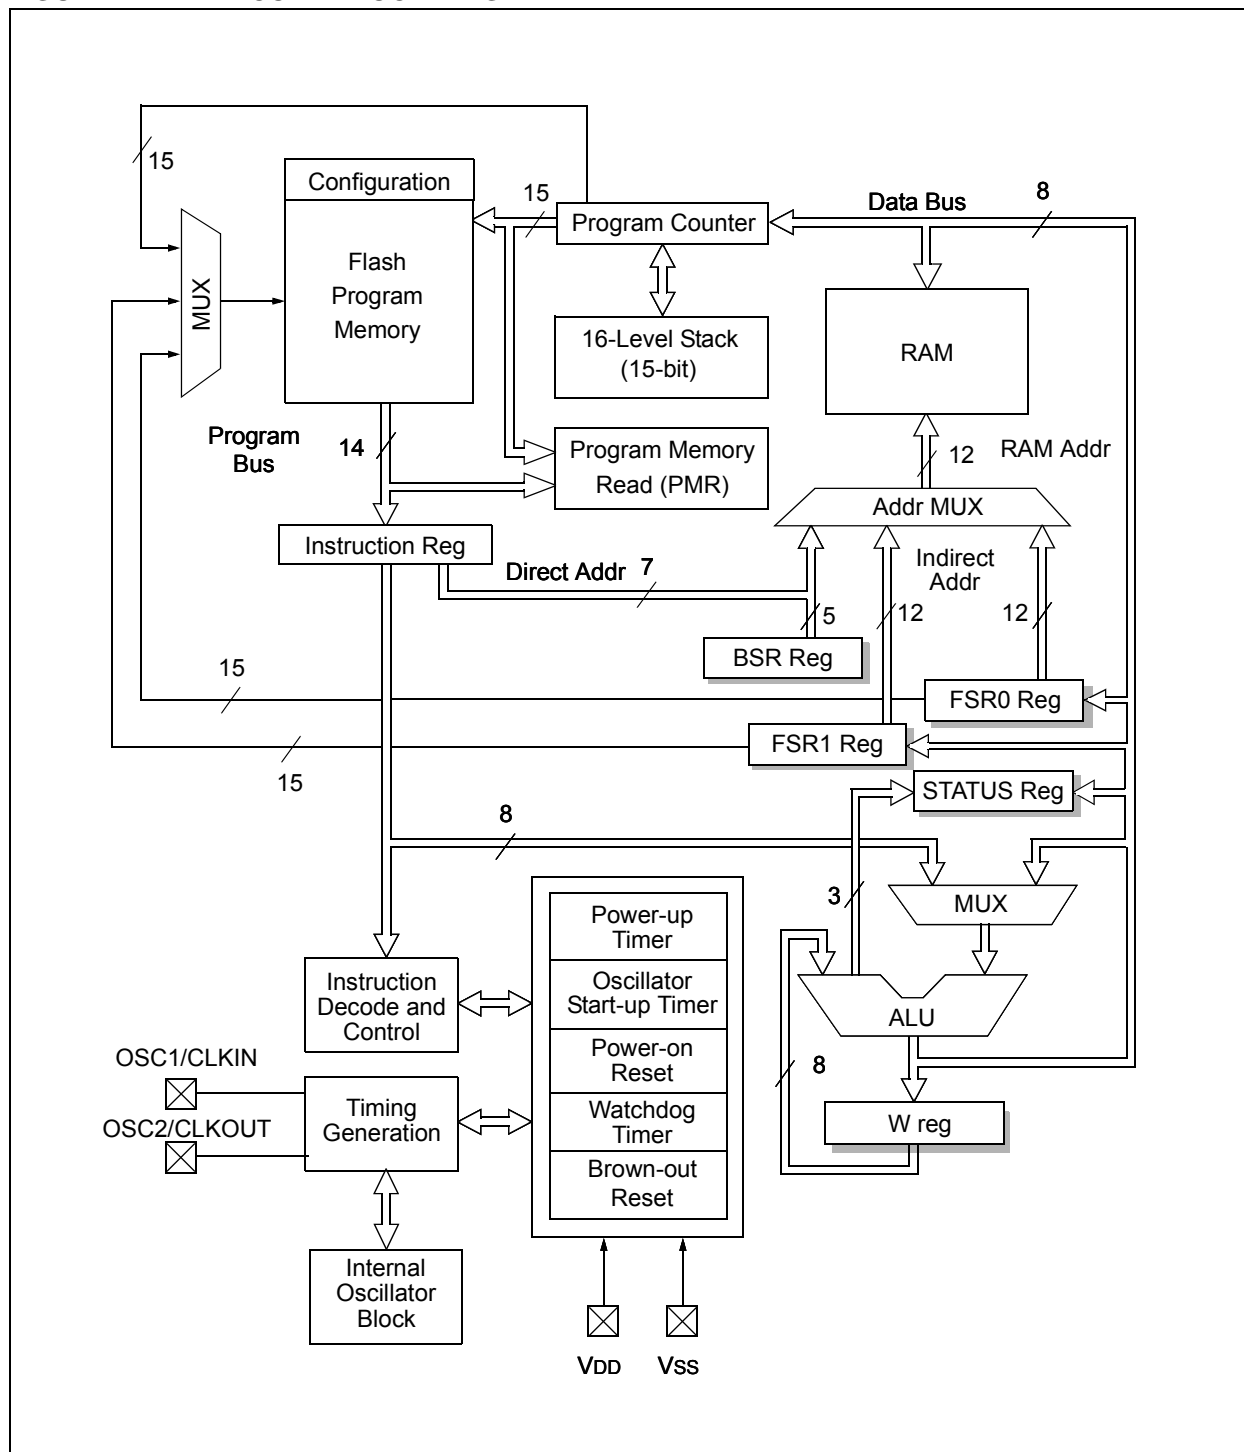 15
Configuration
Flash
Program
Memory
MUX
15
Program Counter
Data Bus
8
16-Level Stack
(15-bit)
RAM
Program
Bus
14
Program Memory
Read (PMR)
12
RAM Addr
Addr MUX
Instruction Reg
Direct Addr
7
Indirect
Addr
5
12
12
BSR Reg
15
FSR0 Reg
FSR1 Reg
15
STATUS Reg
8
3
MUX
Power-up
Timer
Oscillator
Start-up Timer
Power-on
Reset
Watchdog
Timer
Brown-out
Reset
Instruction
Decode and
Control
ALU
8
W reg
OSC1/CLKIN
OSC2/CLKOUT
Timing
Generation
Internal
Oscillator
Block
VDD
VSS